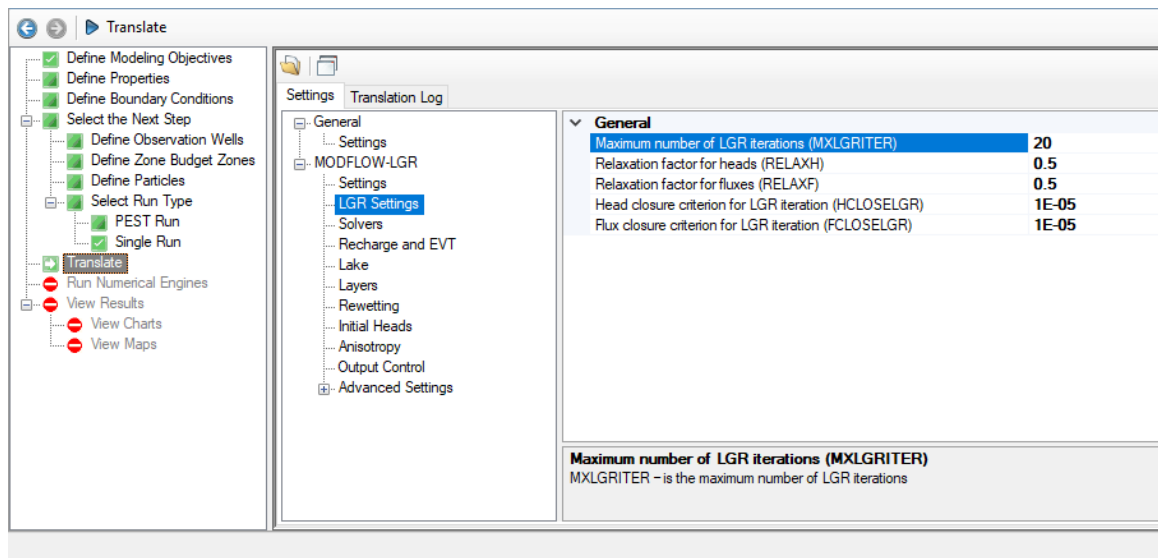 Translate
Define Modeling Objectives
Define Properties
Define Boundary Conditions
Select the Next Step
Define Observation Wells
Define Zone Budget Zones
Define Particles
Select Run Type
PEST Run
Single Run
Translate
Run Numerical Engines
View Results
View Charts
View Maps
Settings Translation Log
General
Settings
MODFLOW-LGR
Settings
LGR Settings
Solvers
Recharge and EVT
Lake
Layers
Rewetting
Initial Heads
Anisotropy
Output Control
Advanced Settings
General
Maximum number of LGR iterations (MXLGRITER) 20
Relaxation factor for heads (RELAXH) 0.5
Relaxation factor for fluxes (RELAXF) 0.5
Head closure criterion for LGR iteration (HCLOSELGR) 1E-05
Flux closure criterion for LGR iteration (FCLOSELGR) 1E-05
Maximum number of LGR iterations (MXLGRITER)
MXLGRITER – is the maximum number of LGR iterations